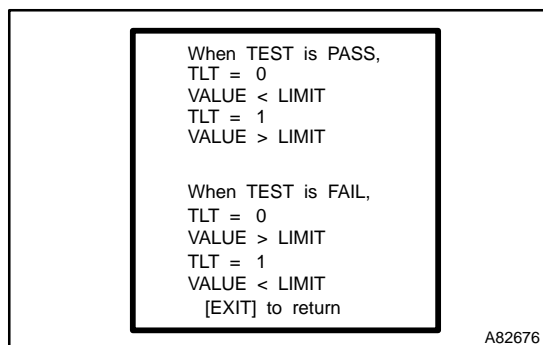 When TEST is PASS,
TLT = 0
VALUE < LIMIT
TLT = 1
VALUE > LIMIT
When TEST is FAIL,
TLT = 0
VALUE > LIMIT
TLT = 1
VALUE < LIMIT
[EXIT] to return
A82676